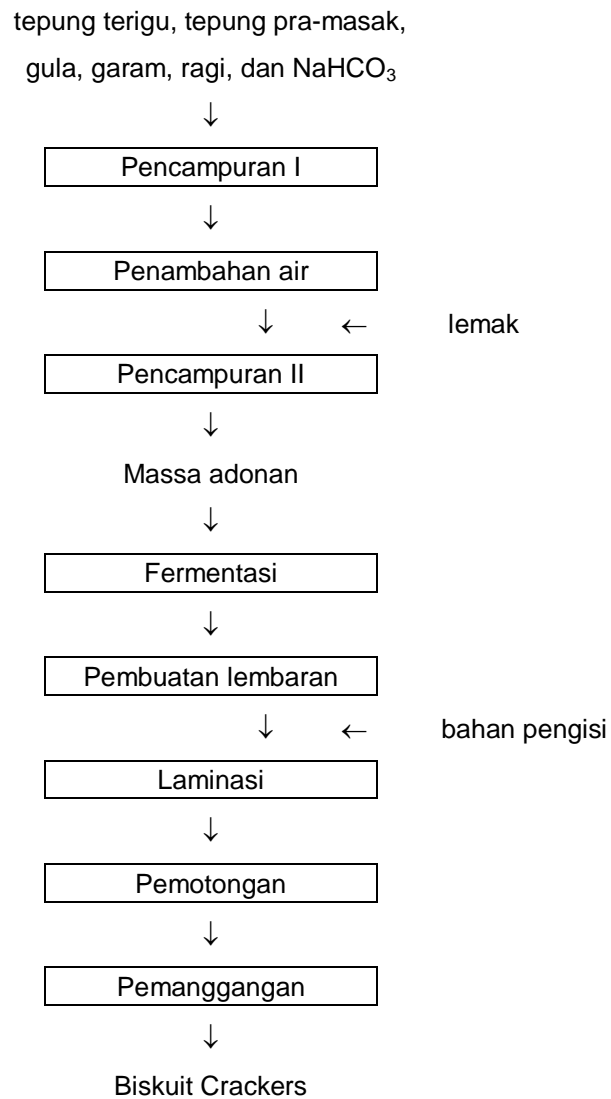 tepung terigu, tepung pra-masak,
gula, garam, ragi, dan NaHCO₃
↓
Pencampuran I
↓
Penambahan air
↓ ← lemak
Pencampuran II
↓
Massa adonan
↓
Fermentasi
↓
Pembuatan lembaran
↓ ← bahan pengisi
Laminasi
↓
Pemotongan
↓
Pemanggangan
↓
Biskuit Crackers